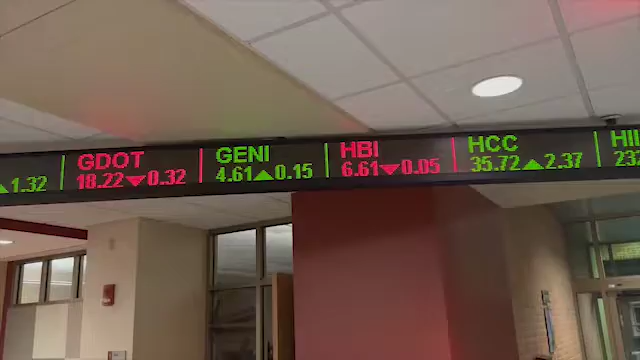 ▲1.32
GDOT
18.22▼0.32
GENI
4.61▲0.15
HBI
6.61▼0.05
HCC
35.72▲2.37